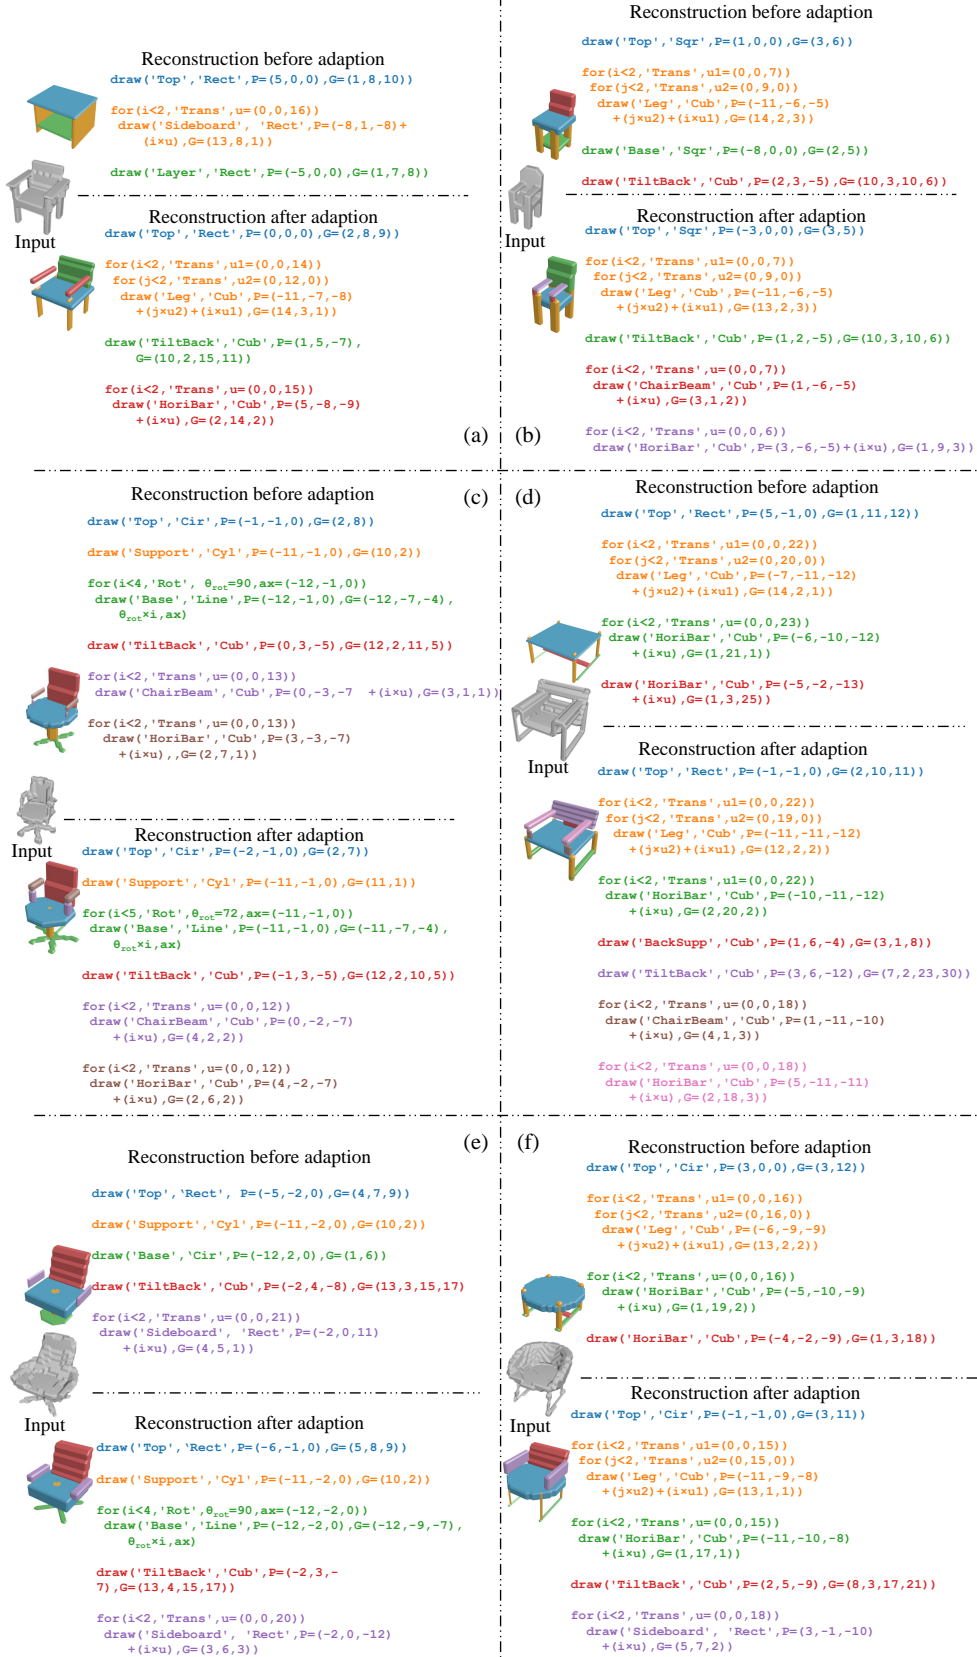 Reconstruction before adaption
draw('Top','Rect',P=(5,0,0),G=(1,8,10))
for(i<2,'Trans',u=(0,0,16))
draw('Sideboard', 'Rect',P=(-8,1,-8)+
(i×u),G=(13,8,1))
draw('Layer','Rect',P=(-5,0,0),G=(1,7,8))
Input
Reconstruction after adaption
draw('Top','Rect',P=(0,0,0),G=(2,8,9))
for(i<2,'Trans',u1=(0,0,14))
for(j<2,'Trans',u2=(0,12,0))
draw('Leg','Cub',P=(-11,-7,-8)
+(j×u2)+(i×u1),G=(14,3,1))
draw('TiltBack','Cub',P=(1,5,-7),
G=(10,2,15,11))
for(i<2,'Trans',u=(0,0,15))
draw('HoriBar','Cub',P=(5,-8,-9)
+(i×u),G=(2,14,2))
(a)
Reconstruction before adaption
draw('Top','Sqr',P=(1,0,0),G=(3,6))
for(i<2,'Trans',u1=(0,0,7))
for(j<2,'Trans',u2=(0,9,0))
draw('Leg','Cub',P=(-11,-6,-5)
+(j×u2)+(i×u1),G=(14,2,3))
draw('Base','Sqr',P=(-8,0,0),G=(2,5))
draw('TiltBack','Cub',P=(2,3,-5),G=(10,3,10,6))
Input
Reconstruction after adaption
draw('Top','Sqr',P=(-3,0,0),G=(3,5))
for(i<2,'Trans',u1=(0,0,7))
for(j<2,'Trans',u2=(0,9,0))
draw('Leg','Cub',P=(-11,-6,-5)
+(j×u2)+(i×u1),G=(13,2,3))
draw('TiltBack','Cub',P=(1,2,-5),G=(10,3,10,6))
for(i<2,'Trans',u=(0,0,7))
draw('ChairBeam','Cub',P=(1,-6,-5)
+(i×u),G=(3,1,2))
for(i<2,'Trans',u=(0,0,6))
draw('HoriBar','Cub',P=(3,-6,-5)+(i×u),G=(1,9,3))
(b)
Reconstruction before adaption
(c)
draw('Top','Cir',P=(-1,-1,0),G=(2,8))
draw('Support','Cyl',P=(-11,-1,0),G=(10,2))
for(i<4,'Rot', θrot=90,ax=(-12,-1,0))
draw('Base','Line',P=(-12,-1,0),G=(-12,-7,-4),
θrot×i,ax)
draw('TiltBack','Cub',P=(0,3,-5),G=(12,2,11,5))
for(i<2,'Trans',u=(0,0,13))
draw('ChairBeam','Cub',P=(0,-3,-7 +(i×u),G=(3,1,1))
for(i<2,'Trans',u=(0,0,13))
draw('HoriBar','Cub',P=(3,-3,-7)
+(i×u),,G=(2,7,1))
Input
Reconstruction after adaption
draw('Top','Cir',P=(-2,-1,0),G=(2,7))
draw('Support','Cyl',P=(-11,-1,0),G=(11,1))
for(i<5,'Rot',θrot=72,ax=(-11,-1,0))
draw('Base','Line',P=(-11,-1,0),G=(-11,-7,-4),
θrot×i,ax)
draw('TiltBack','Cub',P=(-1,3,-5),G=(12,2,10,5))
for(i<2,'Trans',u=(0,0,12))
draw('ChairBeam','Cub',P=(0,-2,-7)
+(i×u),G=(4,2,2))
for(i<2,'Trans',u=(0,0,12))
draw('HoriBar','Cub',P=(4,-2,-7)
+(i×u),G=(2,6,2))
(d)
Reconstruction before adaption
draw('Top','Rect',P=(5,-1,0),G=(1,11,12))
for(i<2,'Trans',u1=(0,0,22))
for(j<2,'Trans',u2=(0,20,0))
draw('Leg','Cub',P=(-7,-11,-12)
+(j×u2)+(i×u1),G=(14,2,1))
for(i<2,'Trans',u=(0,0,23))
draw('HoriBar','Cub',P=(-6,-10,-12)
+(i×u),G=(1,21,1))
draw('HoriBar','Cub',P=(-5,-2,-13)
+(i×u),G=(1,3,25))
Input
Reconstruction after adaption
draw('Top','Rect',P=(-1,-1,0),G=(2,10,11))
for(i<2,'Trans',u1=(0,0,22))
for(j<2,'Trans',u2=(0,19,0))
draw('Leg','Cub',P=(-11,-11,-12)
+(j×u2)+(i×u1),G=(12,2,2))
for(i<2,'Trans',u1=(0,0,22))
draw('HoriBar','Cub',P=(-10,-11,-12)
+(i×u),G=(2,20,2))
draw('BackSupp','Cub',P=(1,6,-4),G=(3,1,8))
draw('TiltBack','Cub',P=(3,6,-12),G=(7,2,23,30))
for(i<2,'Trans',u=(0,0,18))
draw('ChairBeam','Cub',P=(1,-11,-10)
+(i×u),G=(4,1,3))
for(i<2,'Trans',u=(0,0,18))
draw('HoriBar','Cub',P=(5,-11,-11)
+(i×u),G=(2,18,3))
(e)
Reconstruction before adaption
draw('Top',‘Rect', P=(-5,-2,0),G=(4,7,9))
draw('Support','Cyl',P=(-11,-2,0),G=(10,2))
draw('Base',‘Cir',P=(-12,2,0),G=(1,6))
draw('TiltBack','Cub',P=(-2,4,-8),G=(13,3,15,17)
for(i<2,'Trans',u=(0,0,21))
draw('Sideboard', 'Rect',P=(-2,0,11)
+(i×u),G=(4,5,1))
Input
Reconstruction after adaption
draw('Top',‘Rect',P=(-6,-1,0),G=(5,8,9))
draw('Support','Cyl',P=(-11,-2,0),G=(10,2))
for(i<4,'Rot',θrot=90,ax=(-12,-2,0))
draw('Base','Line',P=(-12,-2,0),G=(-12,-9,-7),
θrot×i,ax)
draw('TiltBack','Cub',P=(-2,3,-
7),G=(13,4,15,17))
for(i<2,'Trans',u=(0,0,20))
draw('Sideboard', 'Rect',P=(-2,0,-12)
+(i×u),G=(3,6,3))
(f)
Reconstruction before adaption
draw('Top','Cir',P=(3,0,0),G=(3,12))
for(i<2,'Trans',u1=(0,0,16))
for(j<2,'Trans',u2=(0,16,0))
draw('Leg','Cub',P=(-6,-9,-9)
+(j×u2)+(i×u1),G=(13,2,2))
for(i<2,'Trans',u=(0,0,16))
draw('HoriBar','Cub',P=(-5,-10,-9)
+(i×u),G=(1,19,2))
draw('HoriBar','Cub',P=(-4,-2,-9),G=(1,3,18))
Input
Reconstruction after adaption
draw('Top','Cir',P=(-1,-1,0),G=(3,11))
for(i<2,'Trans',u1=(0,0,15))
for(j<2,'Trans',u2=(0,15,0))
draw('Leg','Cub',P=(-11,-9,-8)
+(j×u2)+(i×u1),G=(13,1,1))
for(i<2,'Trans',u=(0,0,15))
draw('HoriBar','Cub',P=(-11,-10,-8)
+(i×u),G=(1,17,1))
draw('TiltBack','Cub',P=(2,5,-9),G=(8,3,17,21))
for(i<2,'Trans',u=(0,0,18))
draw('Sideboard', 'Rect',P=(3,-1,-10)
+(i×u),G=(5,7,2))